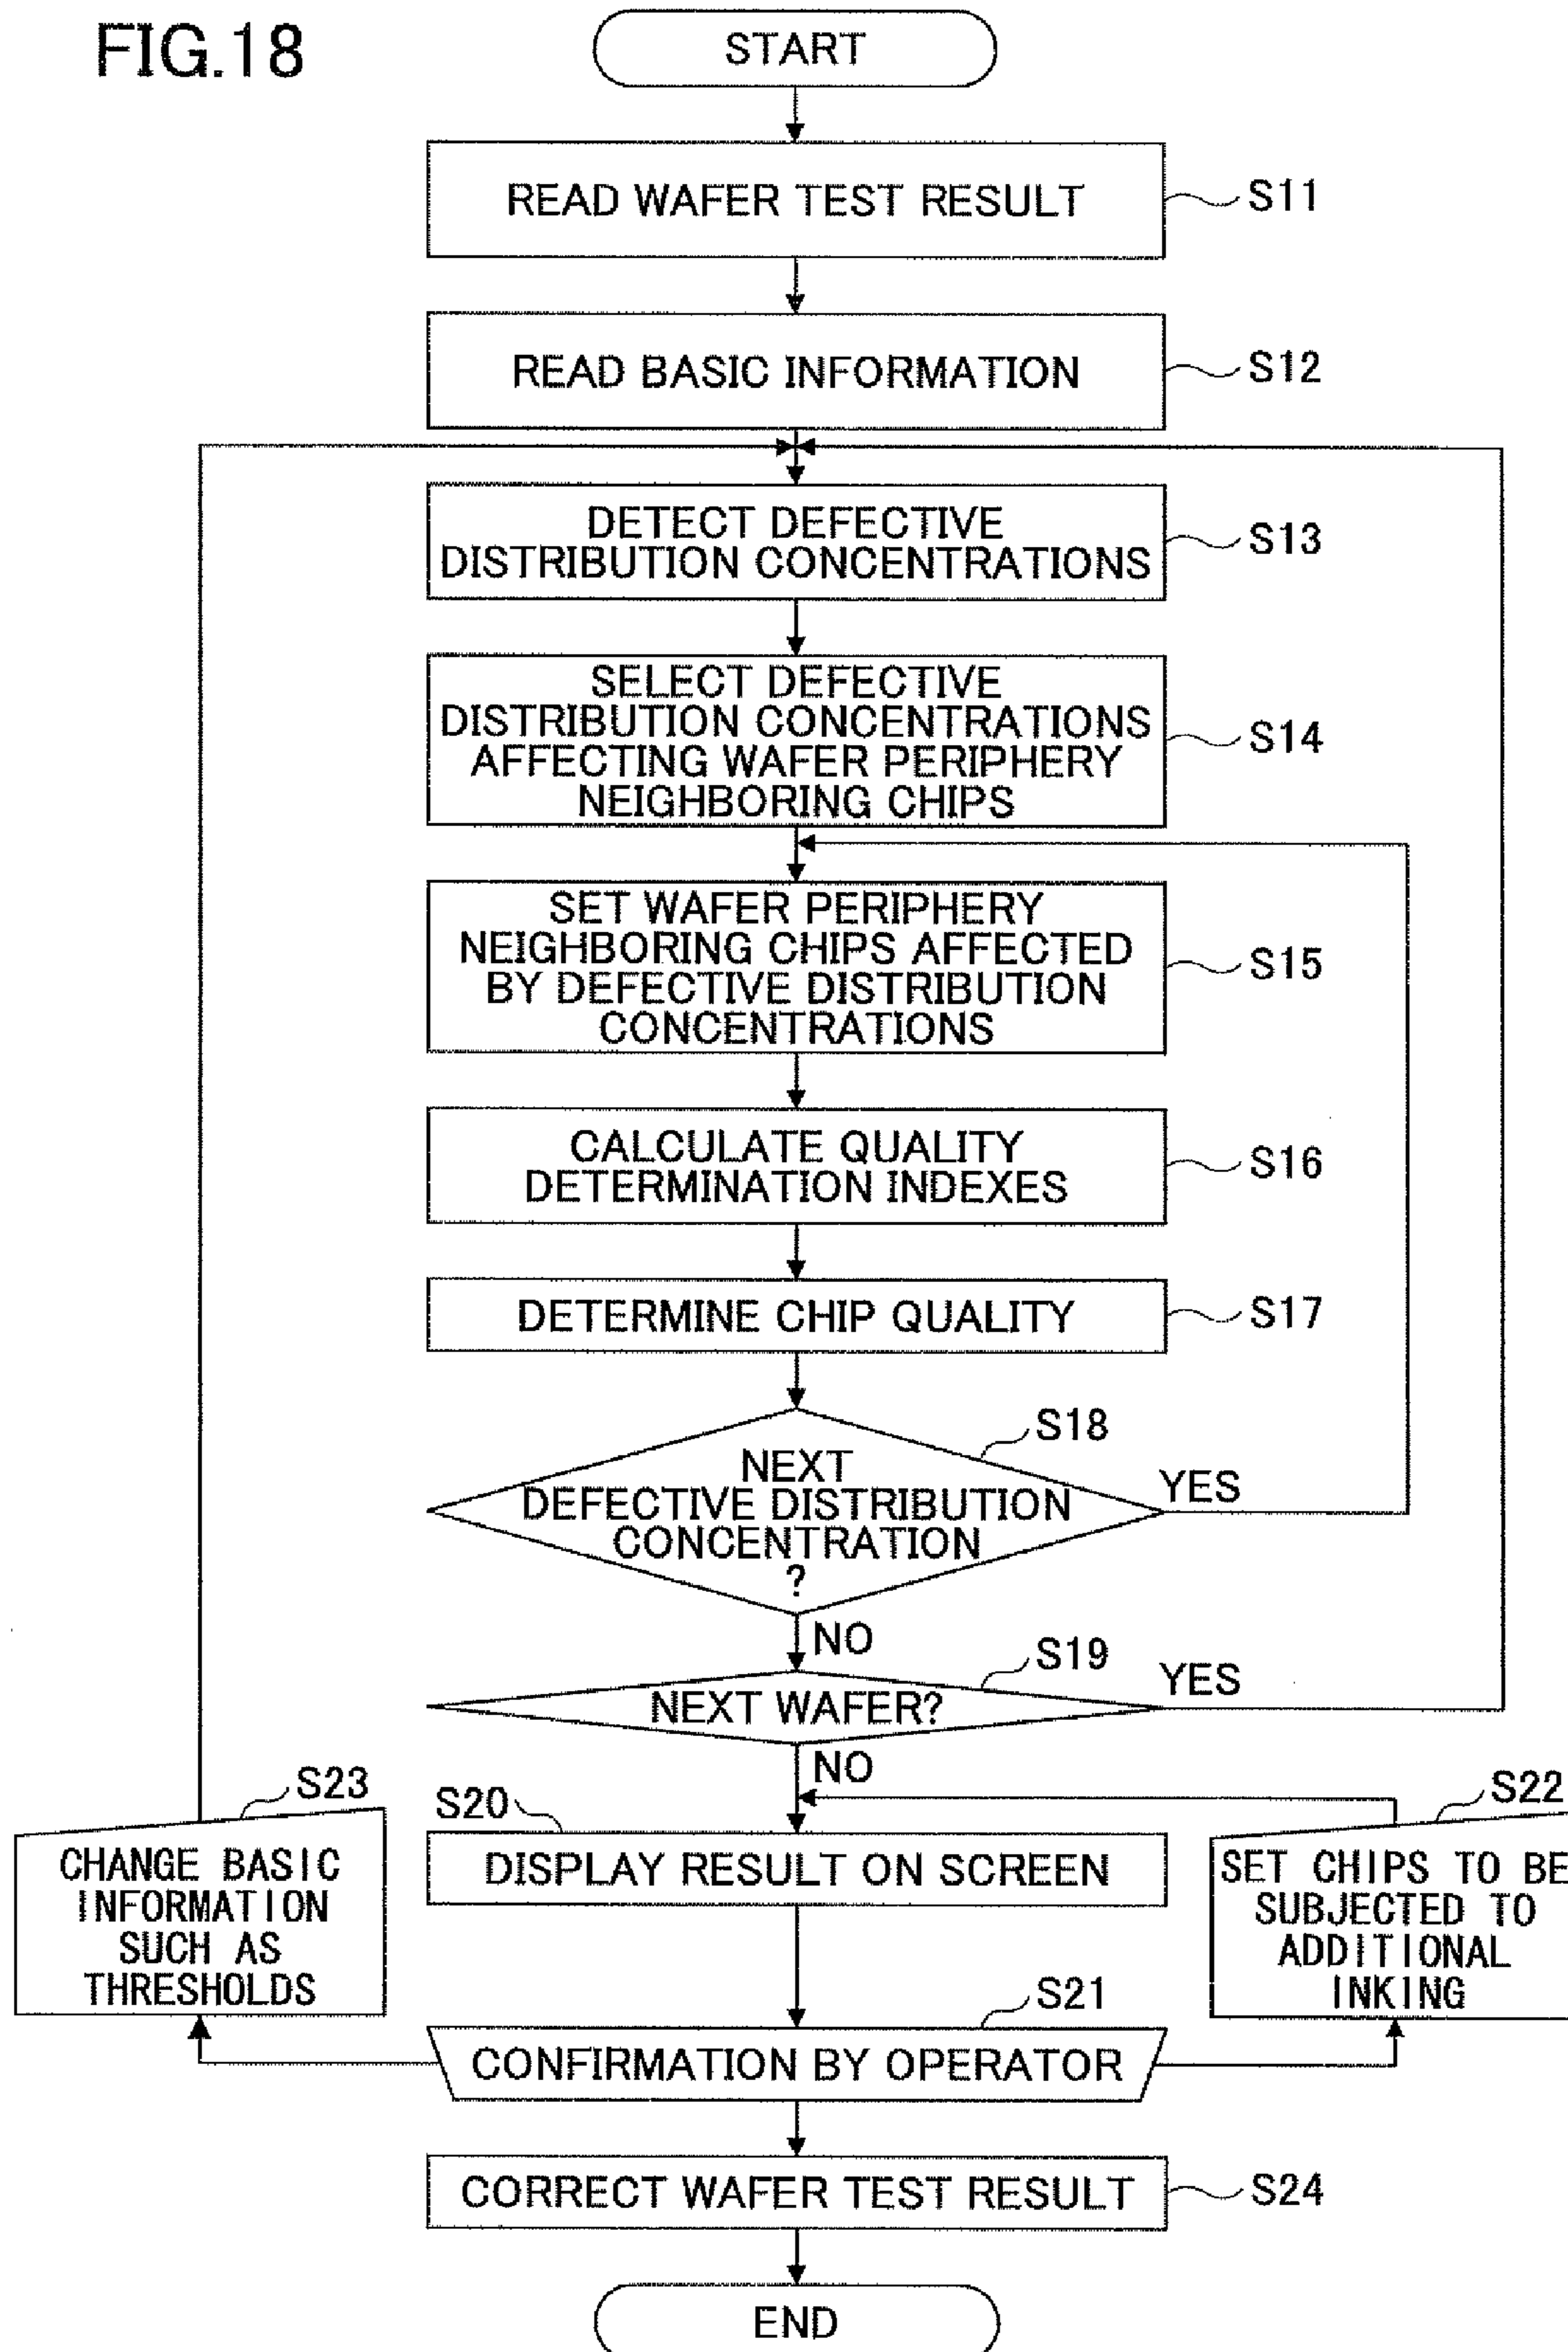 FIG.18
START
READ WAFER TEST RESULT
S11
READ BASIC INFORMATION
S12
DETECT DEFECTIVE
DISTRIBUTION CONCENTRATIONS
S13
SELECT DEFECTIVE
DISTRIBUTION CONCENTRATIONS
AFFECTING WAFER PERIPHERY
NEIGHBORING CHIPS
S14
SET WAFER PERIPHERY
NEIGHBORING CHIPS AFFECTED
BY DEFECTIVE DISTRIBUTION
CONCENTRATIONS
S15
CALCULATE QUALITY
DETERMINATION INDEXES
S16
DETERMINE CHIP QUALITY
S17
S18
NEXT
DEFECTIVE DISTRIBUTION
CONCENTRATION
?
YES
NO
S19
NEXT WAFER?
YES
NO
S23
CHANGE BASIC
INFORMATION
SUCH AS
THRESHOLDS
S20
DISPLAY RESULT ON SCREEN
S22
SET CHIPS TO BE
SUBJECTED TO
ADDITIONAL
INKING
S21
CONFIRMATION BY OPERATOR
CORRECT WAFER TEST RESULT
S24
END